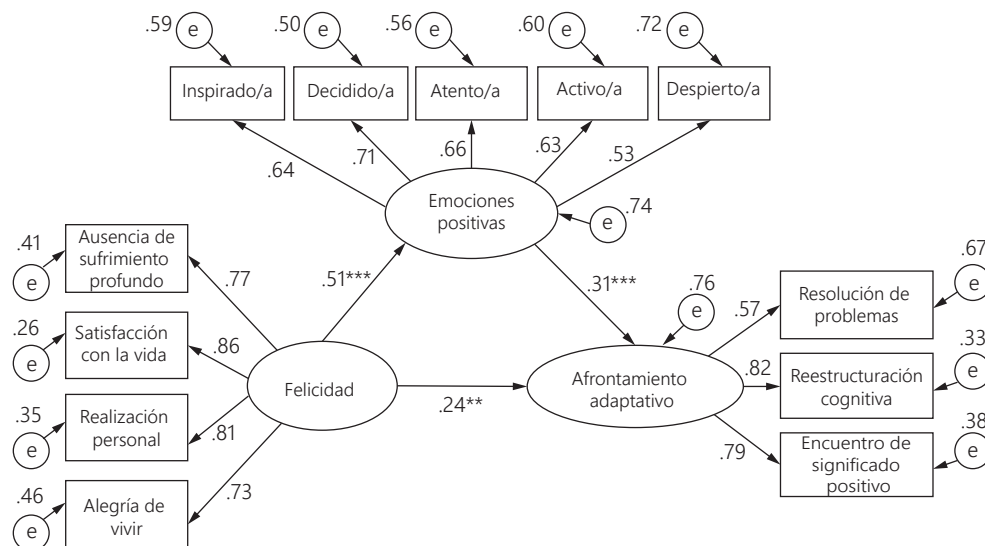 .59
e
.50
e
.56
e
.60
e
.72
e
Inspirado/a
Decidido/a
Atento/a
Activo/a
Despierto/a
.64
.71
.66
.63
.53
Emociones
positivas
e
.74
.41
e
Ausencia de
sufrimiento
profundo
.77
.51***
.31***
.76
e
.67
e
Resolución de
problemas
.57
.26
e
Satisfacción
con la vida
.86
Felicidad
.24**
Afrontamiento
adaptativo
.82
Reestructuración
cognitiva
.33
e
.35
e
Realización
personal
.81
.79
Encuentro de
significado
positivo
.38
e
.46
e
Alegría de
vivir
.73